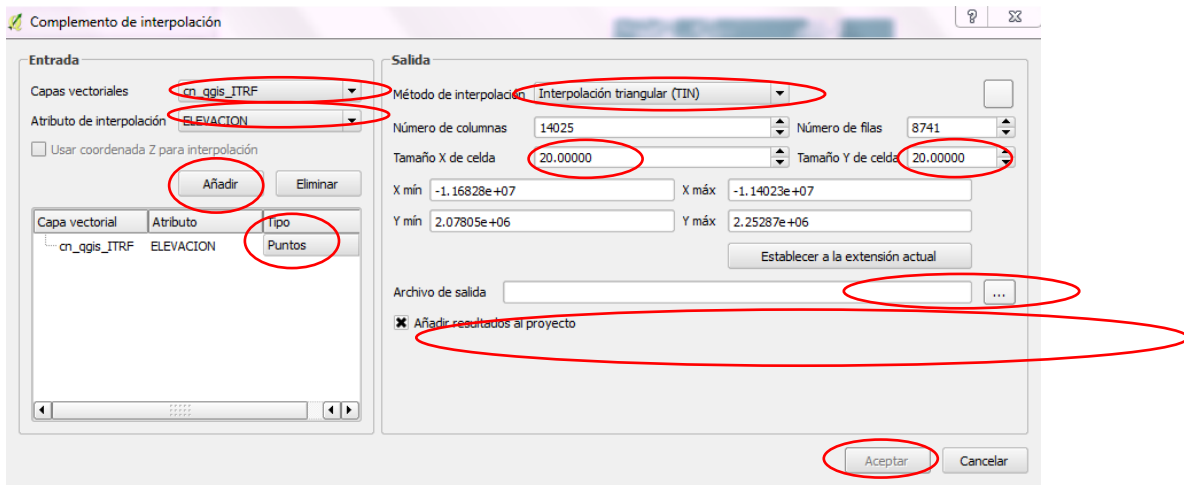 Complemento de interpolación
Entrada
Capas vectoriales cn_qgis_ITRF
Atributo de interpolación ELEVACION
Usar coordenada Z para interpolación
Añadir Eliminar
Capa vectorial Atributo Tipo
cn_qgis_ITRF ELEVACION Puntos
Salida
Método de interpolación Interpolación triangular (TIN)
Número de columnas 14025 Número de filas 8741
Tamaño X de celda 20.00000 Tamaño Y de celda 20.00000
X mín -1.16828e+07 X máx -1.14023e+07
Y mín 2.07805e+06 Y máx 2.25287e+06
Establecer a la extensión actual
Archivo de salida ...
Añadir resultados al proyecto
Aceptar Cancelar